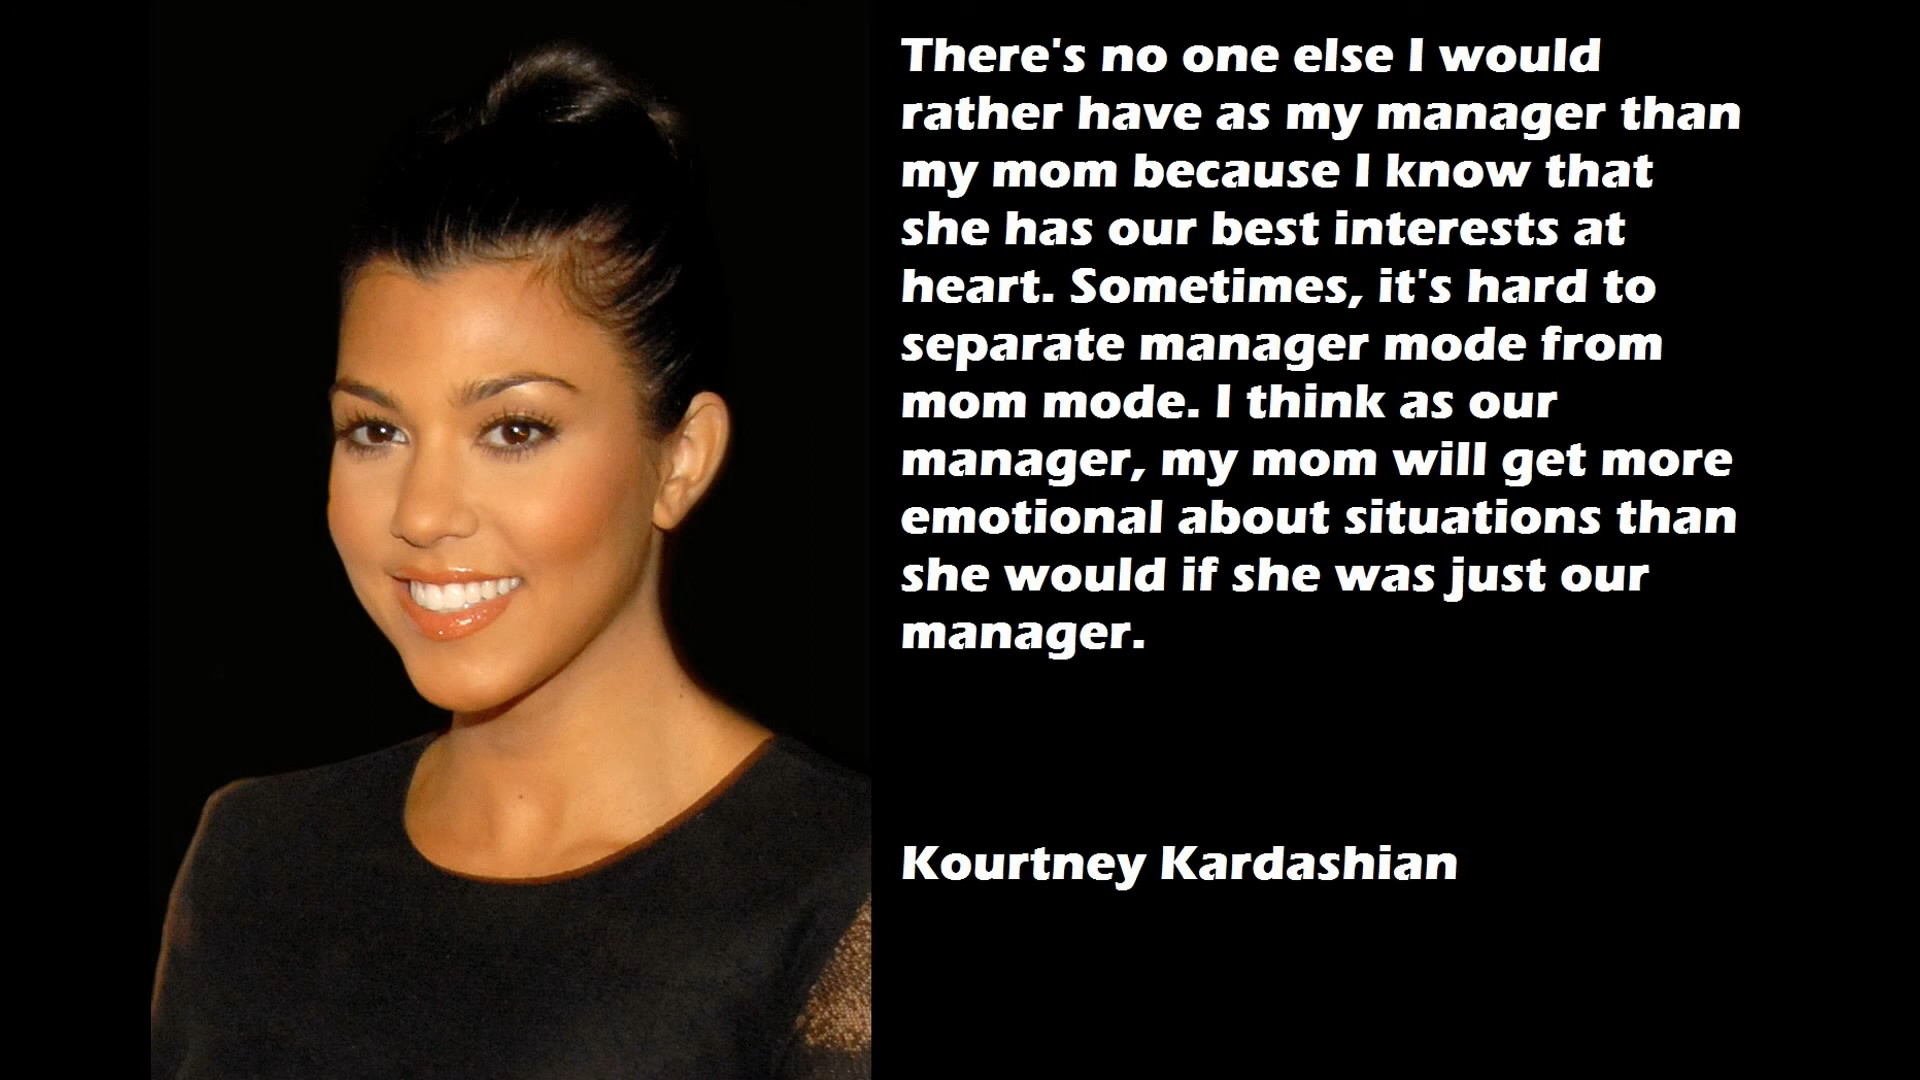 There's no one else I would
rather have as my manager than
my mom because I know that
she has our best interests at
heart. Sometimes, it's hard to
separate manager mode from
mom mode. I think as our
manager, my mom will get more
emotional about situations than
she would if she was just our
manager.
Kourtney Kardashian